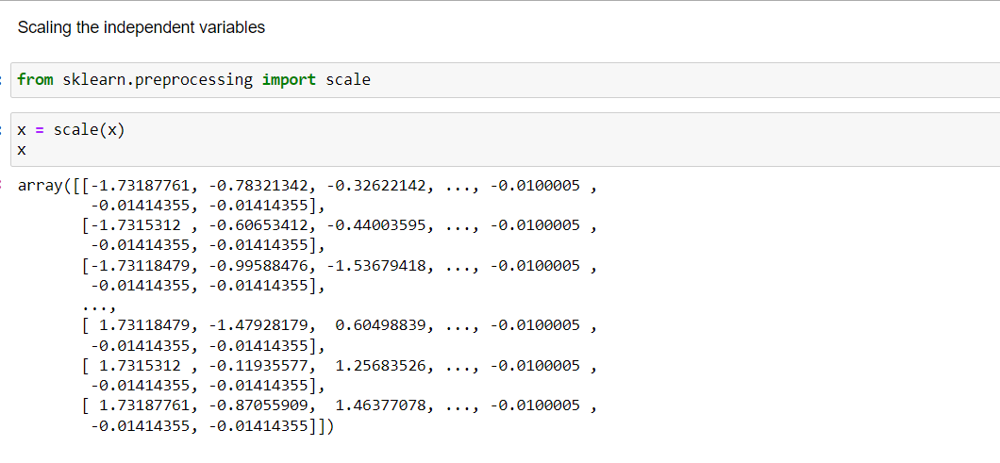 Scaling the independent variables
from sklearn.preprocessing import scale
x = scale(x)
x
array([[-1.73187761, -0.78321342, -0.32622142, ..., -0.0100005 ,
        -0.01414355, -0.01414355],
       [-1.7315312 , -0.60653412, -0.44003595, ..., -0.0100005 ,
        -0.01414355, -0.01414355],
       [-1.73118479, -0.99588476, -1.53679418, ..., -0.0100005 ,
        -0.01414355, -0.01414355],
       ...,
       [ 1.73118479, -1.47928179,  0.60498839, ..., -0.0100005 ,
        -0.01414355, -0.01414355],
       [ 1.7315312 , -0.11935577,  1.25683526, ..., -0.0100005 ,
        -0.01414355, -0.01414355],
       [ 1.73187761, -0.87055909,  1.46377078, ..., -0.0100005 ,
        -0.01414355, -0.01414355]])